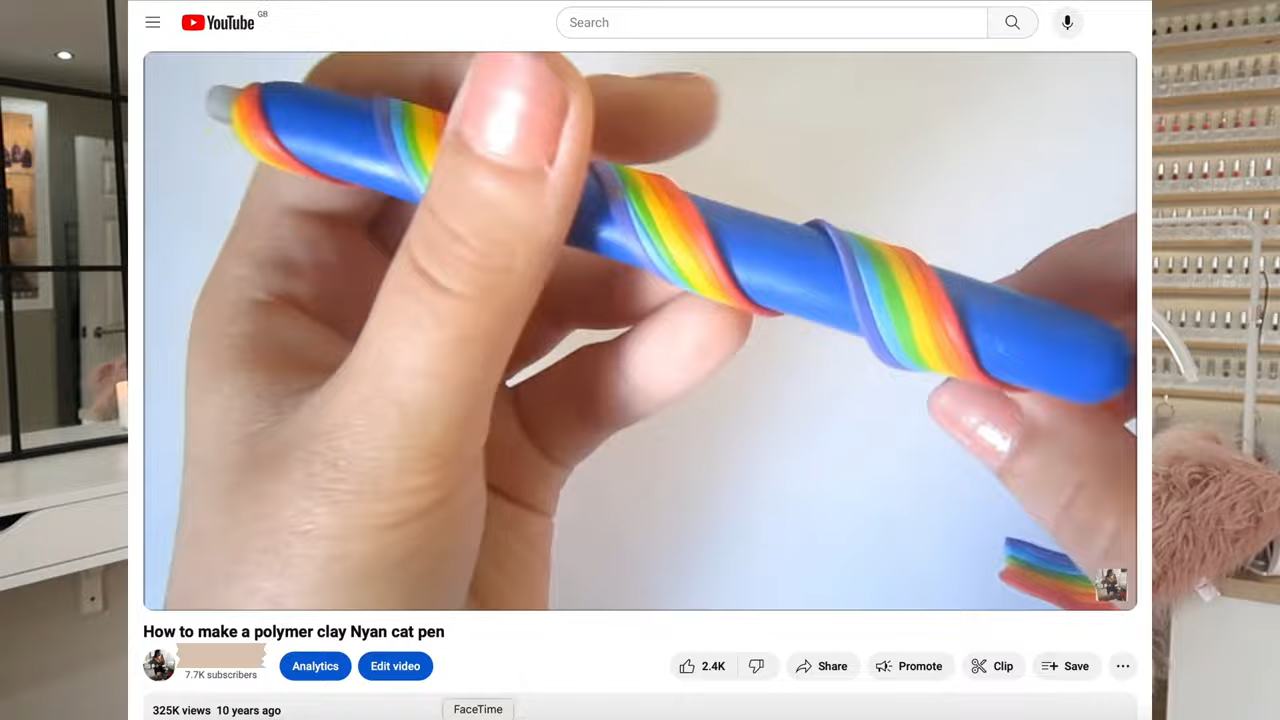 YouTube GB
Search
How to make a polymer clay Nyan cat pen
7.7K subscribers
Analytics
Edit video
2.4K
Share
Promote
Clip
Save
325K views 10 years ago
FaceTime